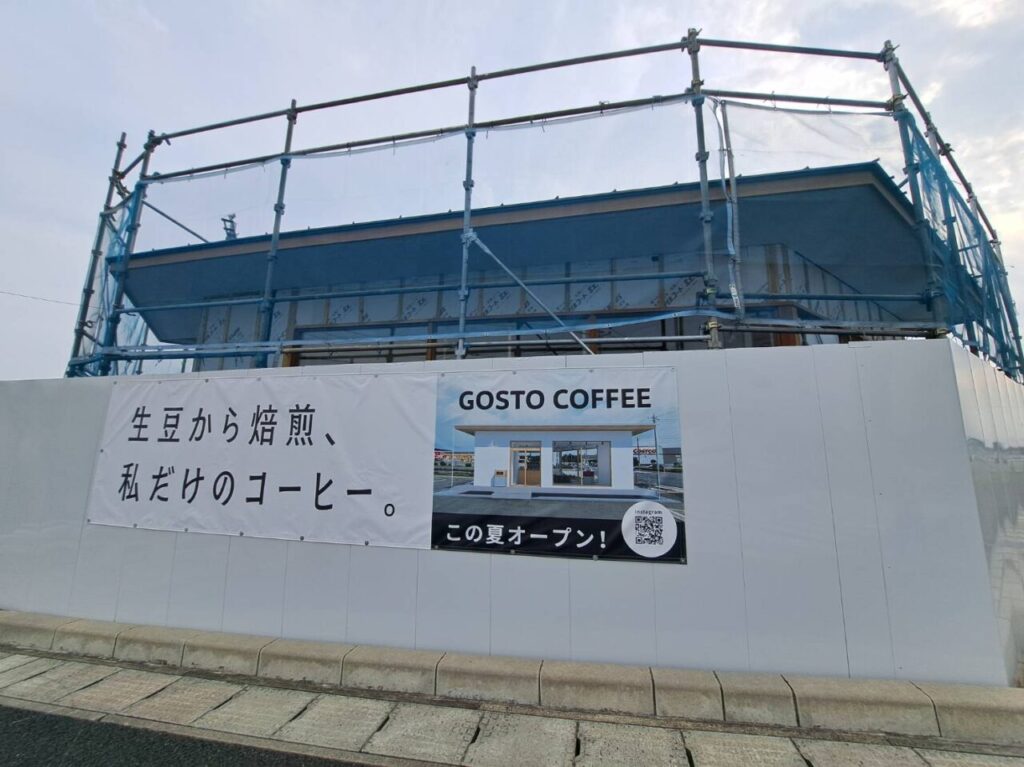 生豆から焙煎、
私だけのコーヒー。
GOSTO COFFEE
COSTCO
この夏オープン!
Instagram